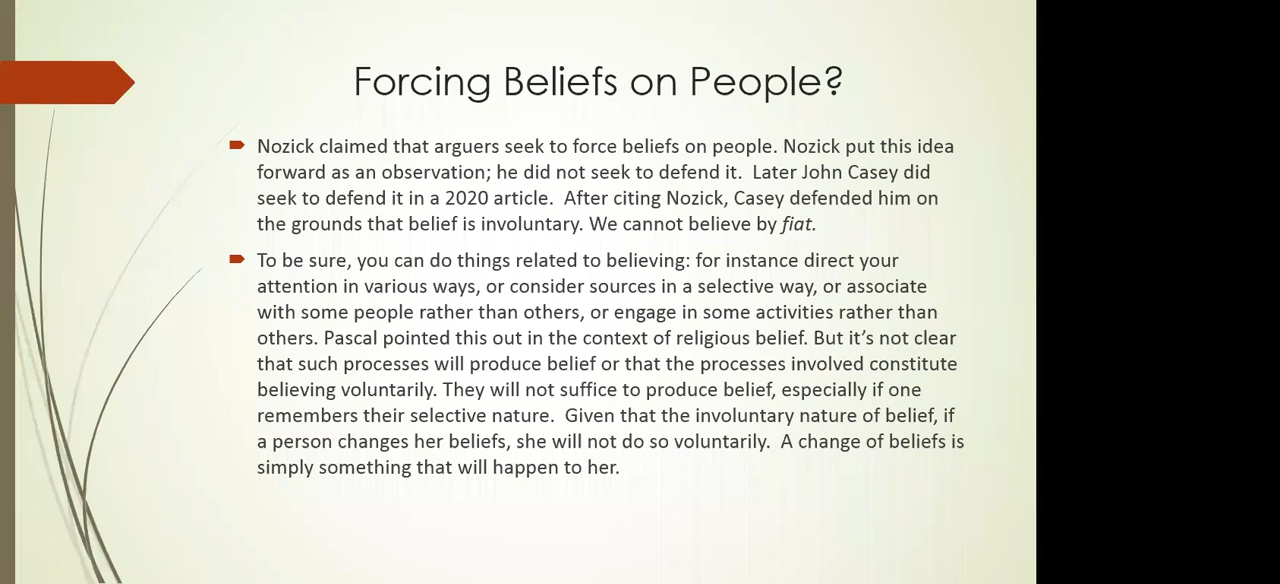 Forcing Beliefs on People?
Nozick claimed that arguers seek to force beliefs on people. Nozick put this idea
forward as an observation; he did not seek to defend it.  Later John Casey did
seek to defend it in a 2020 article.  After citing Nozick, Casey defended him on
the grounds that belief is involuntary. We cannot believe by fiat.
To be sure, you can do things related to believing: for instance direct your
attention in various ways, or consider sources in a selective way, or associate
with some people rather than others, or engage in some activities rather than
others. Pascal pointed this out in the context of religious belief. But it’s not clear
that such processes will produce belief or that the processes involved constitute
believing voluntarily. They will not suffice to produce belief, especially if one
remembers their selective nature.  Given that the involuntary nature of belief, if
a person changes her beliefs, she will not do so voluntarily.  A change of beliefs is
simply something that will happen to her.